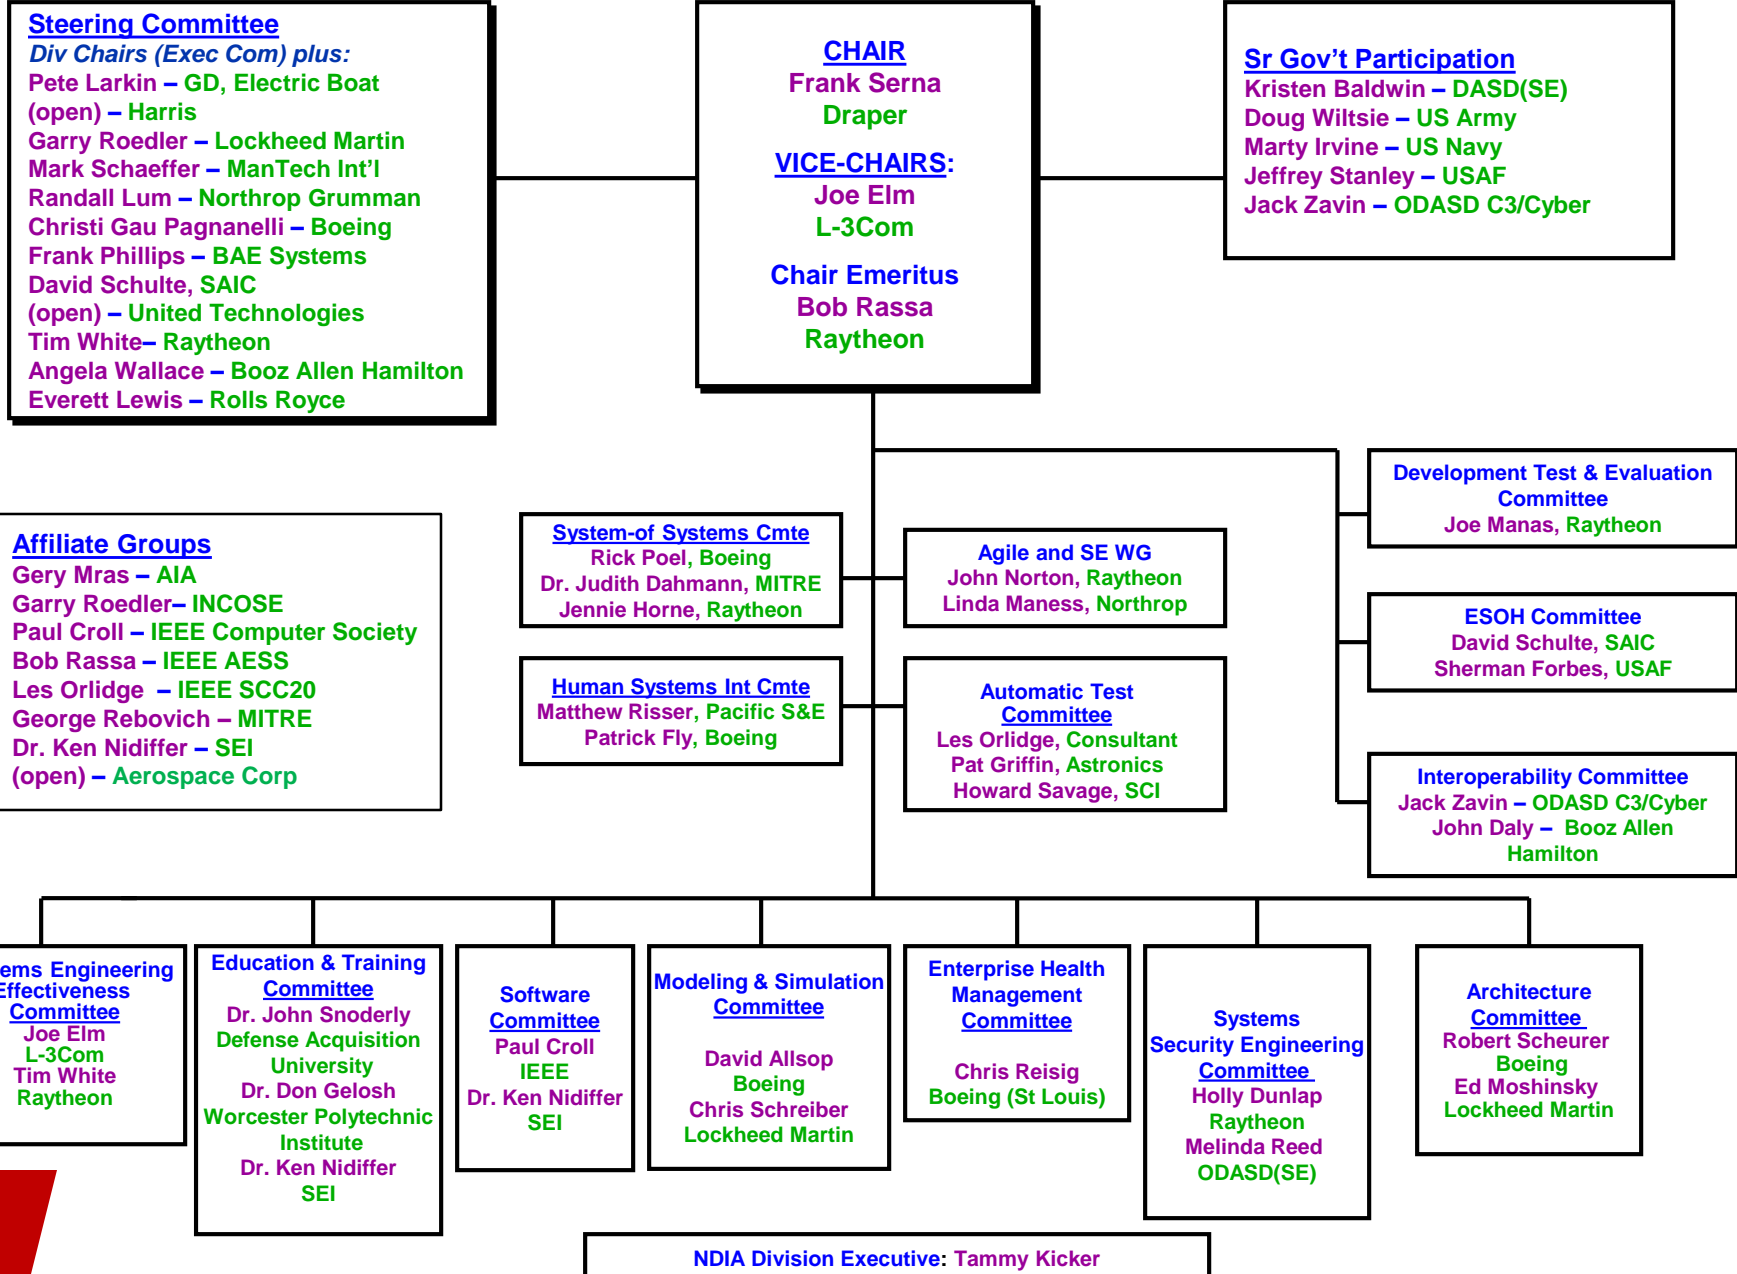 Steering Committee
Div Chairs (Exec Com) plus:
Pete Larkin – GD, Electric Boat
(open) – Harris
Garry Roedler – Lockheed Martin
Mark Schaeffer – ManTech Int'l
Randall Lum – Northrop Grumman
Christi Gau Pagnanelli – Boeing
Frank Phillips – BAE Systems
David Schulte, SAIC
(open) – United Technologies
Tim White– Raytheon
Angela Wallace – Booz Allen Hamilton
Everett Lewis – Rolls Royce
CHAIR
Frank Serna
Draper
VICE-CHAIRS:
Joe Elm
L-3Com
Chair Emeritus
Bob Rassa
Raytheon
Sr Gov't Participation
Kristen Baldwin – DASD(SE)
Doug Wiltsie – US Army
Marty Irvine – US Navy
Jeffrey Stanley – USAF
Jack Zavin – ODASD C3/Cyber
Affiliate Groups
Gery Mras – AIA
Garry Roedler– INCOSE
Paul Croll – IEEE Computer Society
Bob Rassa – IEEE AESS
Les Orlidge – IEEE SCC20
George Rebovich – MITRE
Dr. Ken Nidiffer – SEI
(open) – Aerospace Corp
System-of Systems Cmte
Rick Poel, Boeing
Dr. Judith Dahmann, MITRE
Jennie Horne, Raytheon
Agile and SE WG
John Norton, Raytheon
Linda Maness, Northrop
Human Systems Int Cmte
Matthew Risser, Pacific S&E
Patrick Fly, Boeing
Automatic Test
Committee
Les Orlidge, Consultant
Pat Griffin, Astronics
Howard Savage, SCI
Development Test & Evaluation
Committee
Joe Manas, Raytheon
ESOH Committee
David Schulte, SAIC
Sherman Forbes, USAF
Interoperability Committee
Jack Zavin – ODASD C3/Cyber
John Daly – Booz Allen
Hamilton
ems Engineering
Effectiveness
Committee
Joe Elm
L-3Com
Tim White
Raytheon
Education & Training
Committee
Dr. John Snoderly
Defense Acquisition
University
Dr. Don Gelosh
Worcester Polytechnic
Institute
Dr. Ken Nidiffer
SEI
Software
Committee
Paul Croll
IEEE
Dr. Ken Nidiffer
SEI
Modeling & Simulation
Committee
David Allsop
Boeing
Chris Schreiber
Lockheed Martin
Enterprise Health
Management
Committee
Chris Reisig
Boeing (St Louis)
Systems
Security Engineering
Committee
Holly Dunlap
Raytheon
Melinda Reed
ODASD(SE)
Architecture
Committee
Robert Scheurer
Boeing
Ed Moshinsky
Lockheed Martin
NDIA Division Executive: Tammy Kicker